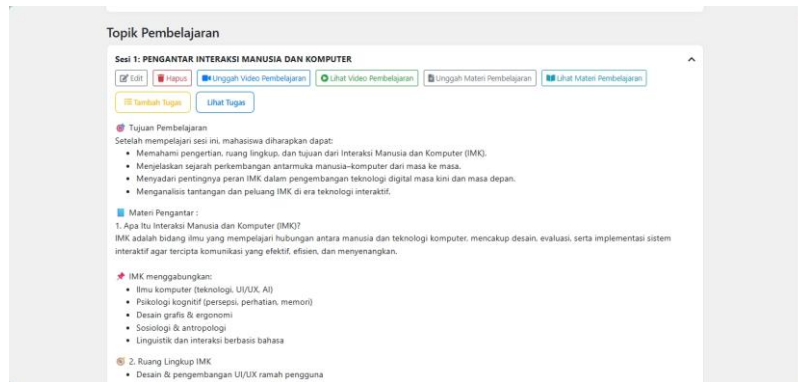 Topik Pembelajaran
Sesi 1: PENGANTAR INTERAKSI MANUSIA DAN KOMPUTER
Edit Hapus Unggah Video Pembelajaran Lihat Video Pembelajaran Unggah Materi Pembelajaran Lihat Materi Pembelajaran
Tambah Tugas Lihat Tugas
Tujuan Pembelajaran
Setelah mempelajari sesi ini, mahasiswa diharapkan dapat:
• Memahami pengertian, ruang lingkup, dan tujuan dari Interaksi Manusia dan Komputer (IMK).
• Menjelaskan sejarah perkembangan antarmuka manusia–komputer dari masa ke masa.
• Menyadari pentingnya peran IMK dalam pengembangan teknologi digital masa kini dan masa depan.
• Menganalisis tantangan dan peluang IMK di era teknologi interaktif.
Materi Pengantar :
1. Apa Itu Interaksi Manusia dan Komputer (IMK)?
IMK adalah bidang ilmu yang mempelajari hubungan antara manusia dan teknologi komputer, mencakup desain, evaluasi, serta implementasi sistem
interaktif agar tercipta komunikasi yang efektif, efisien, dan menyenangkan.
IMK menggabungkan:
• Ilmu komputer (teknologi, UI/UX, AI)
• Psikologi kognitif (persepsi, perhatian, memori)
• Desain grafis & ergonomi
• Sosiologi & antropologi
• Linguistik dan interaksi berbasis bahasa
2. Ruang Lingkup IMK
• Desain & pengembangan UI/UX ramah pengguna